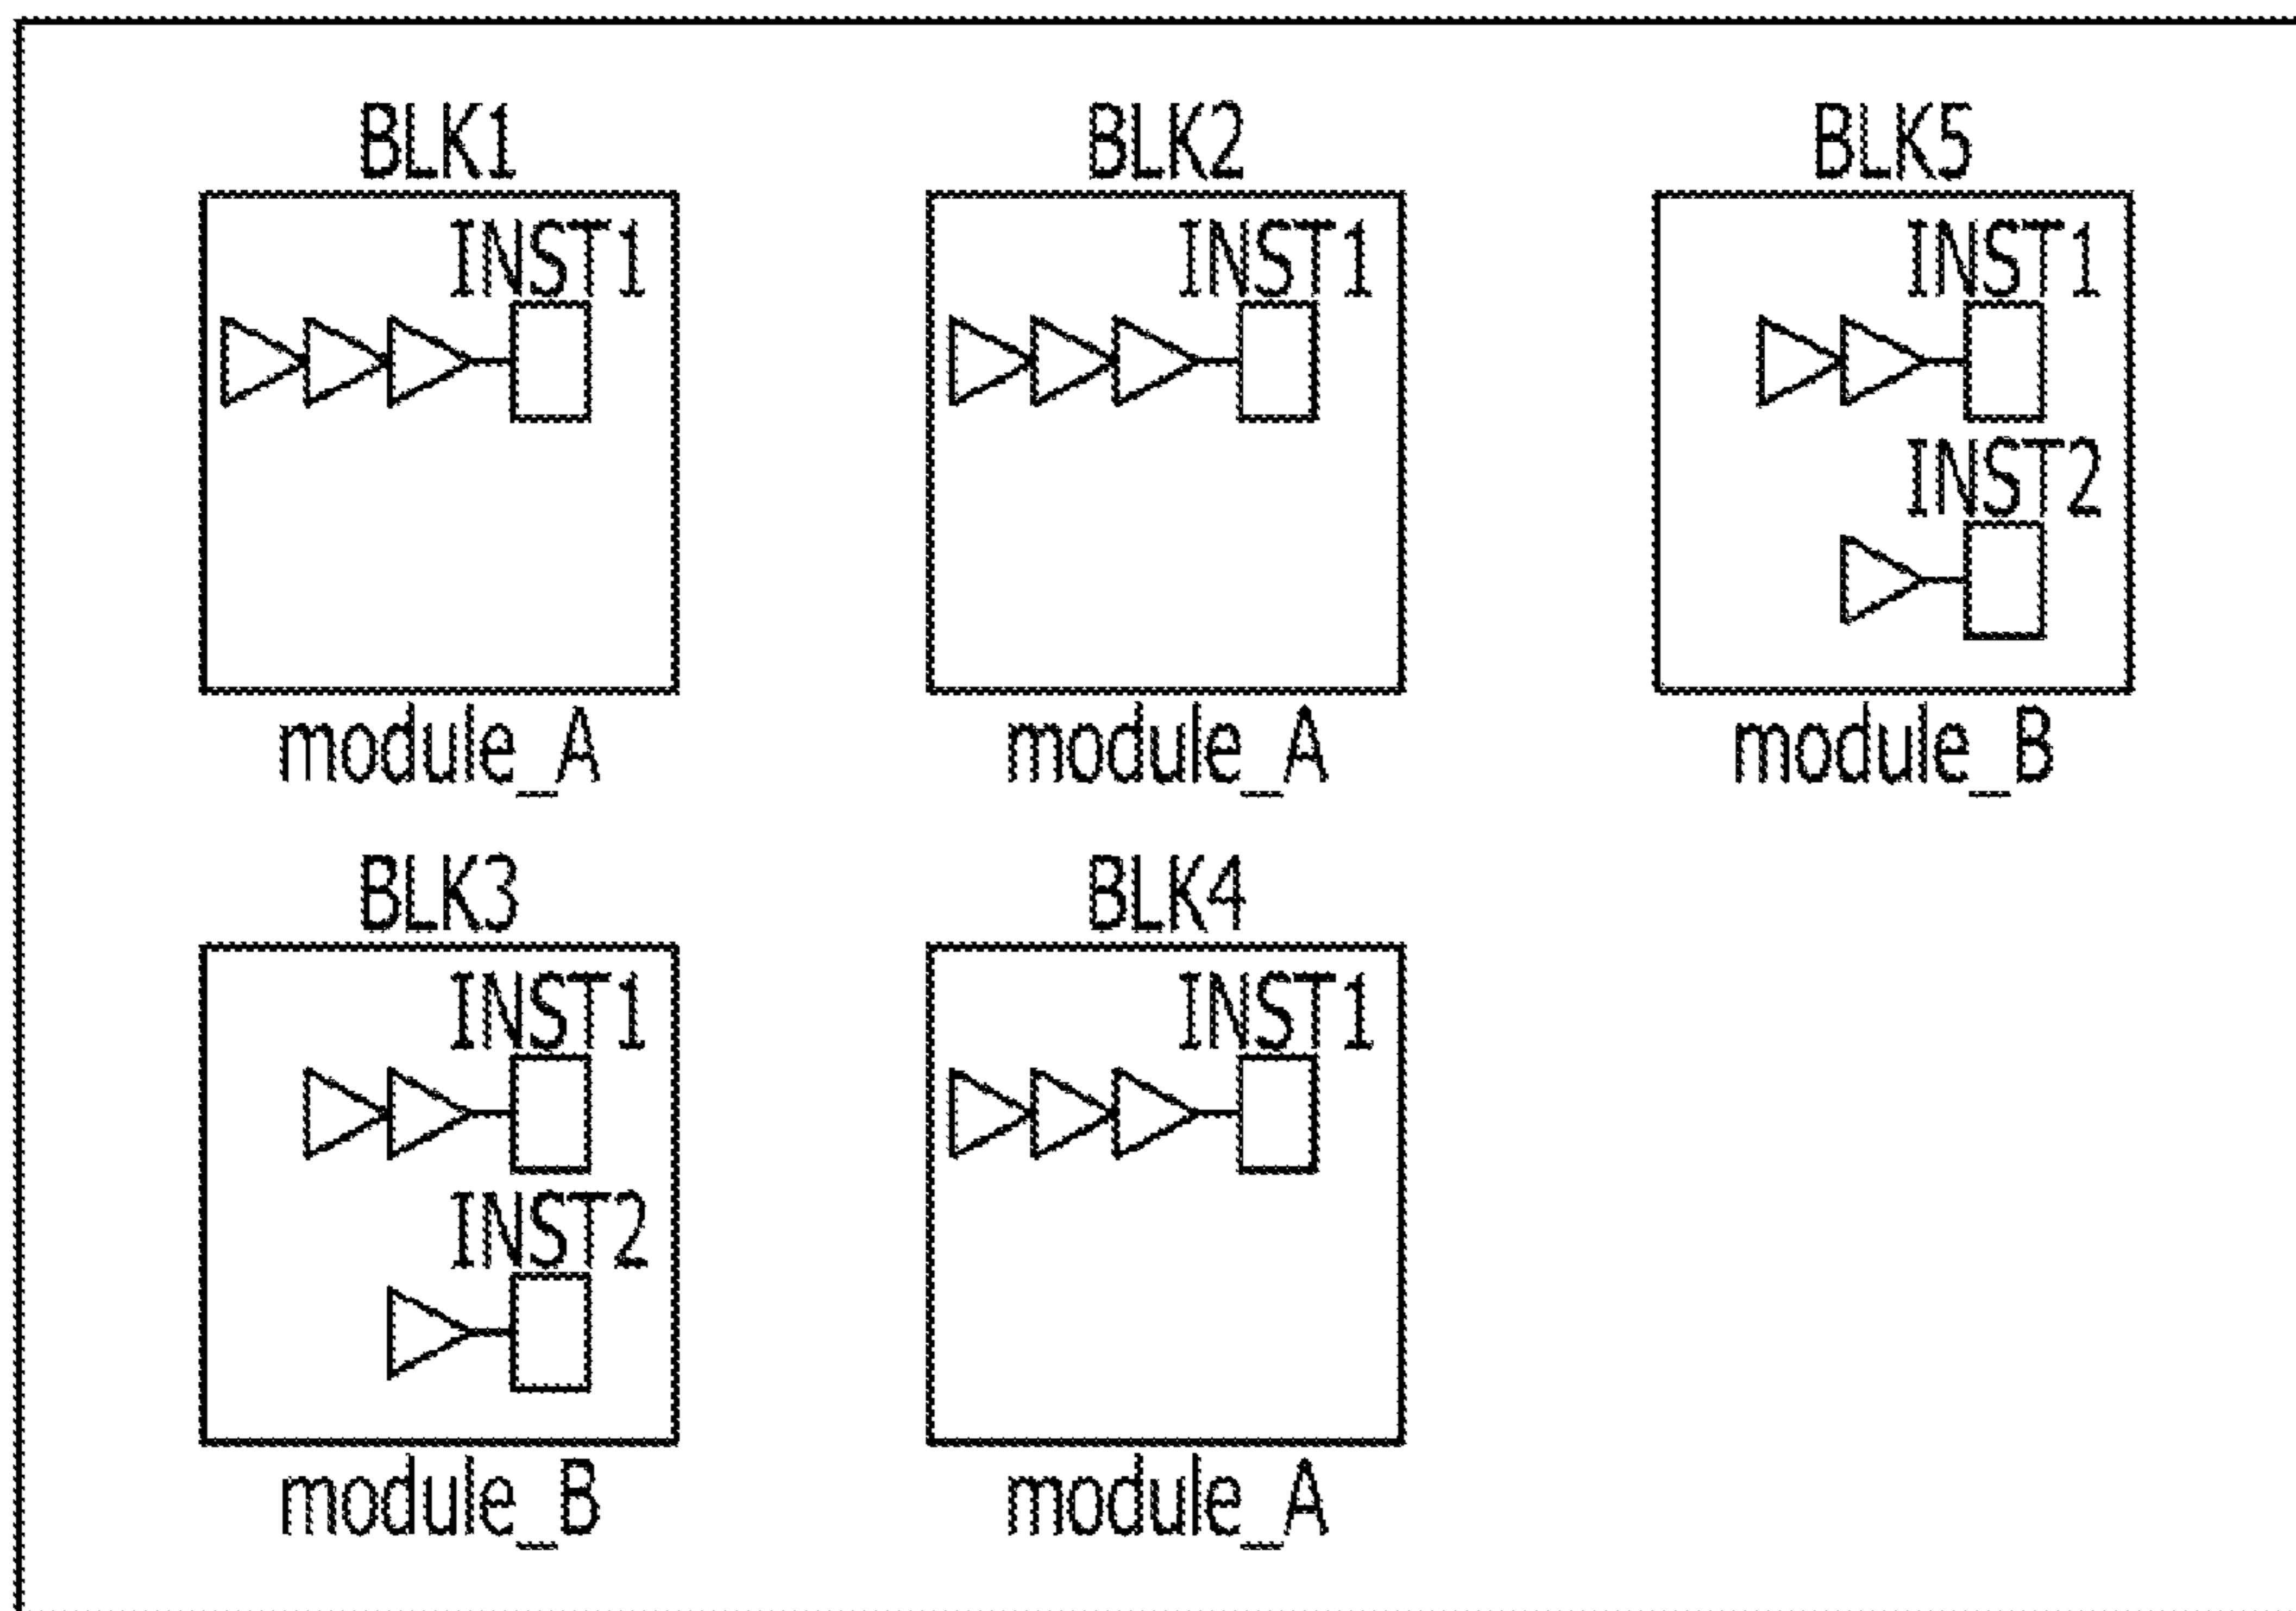 BLK1
INST1
module_A
BLK2
INST1
module_A
BLK5
INST1
INST2
module_B
BLK3
INST1
INST2
module_B
BLK4
INST1
module_A